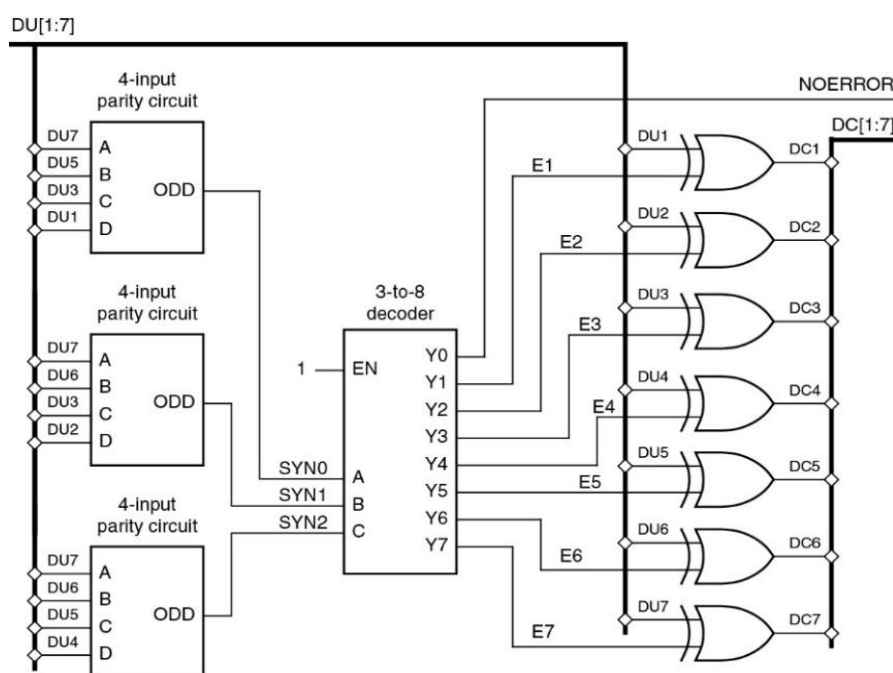 DU[1:7]
4-input
parity circuit
DU7
DU5
DU3
DU1
A
B
C
D
ODD
4-input
parity circuit
DU7
DU6
DU3
DU2
A
B
C
D
ODD
4-input
parity circuit
DU7
DU6
DU5
DU4
A
B
C
D
ODD
SYN0
SYN1
SYN2
3-to-8
decoder
1
EN
A
B
C
Y0
Y1
Y2
Y3
Y4
Y5
Y6
Y7
E1
E2
E3
E4
E5
E6
E7
DU1
DU2
DU3
DU4
DU5
DU6
DU7
NOERROR
DC[1:7]
DC1
DC2
DC3
DC4
DC5
DC6
DC7